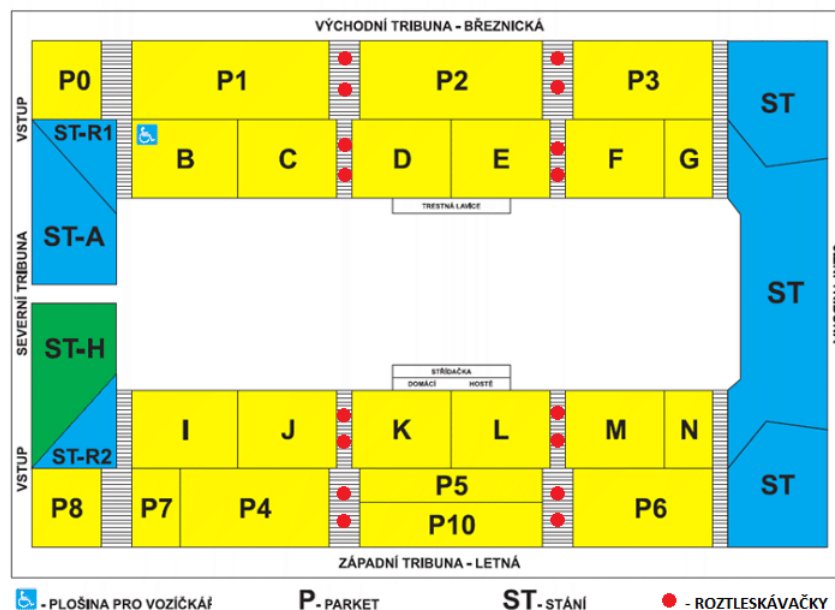 VÝCHODNÍ TRIBUNA - BŘEZNICKÁ
P0
P1
P2
P3
ST
VSTUP
ST-R1
B
C
D
E
F
G
TRESTNÁ LAVICE
ST-A
SEVERNÍ TRIBUNA
ST
ST-H
STŘÍDAČKA
DOMÁCÍ
HOSTÉ
I
J
K
L
M
N
ST-R2
VSTUP
P8
P7
P4
P5
P10
P6
ST
ZÁPADNÍ TRIBUNA - LETNÁ
- PLOŠINA PRO VOZÍČKÁŘ
P - PARKET
ST - STÁNÍ
- ROZTLESKÁVAČKY